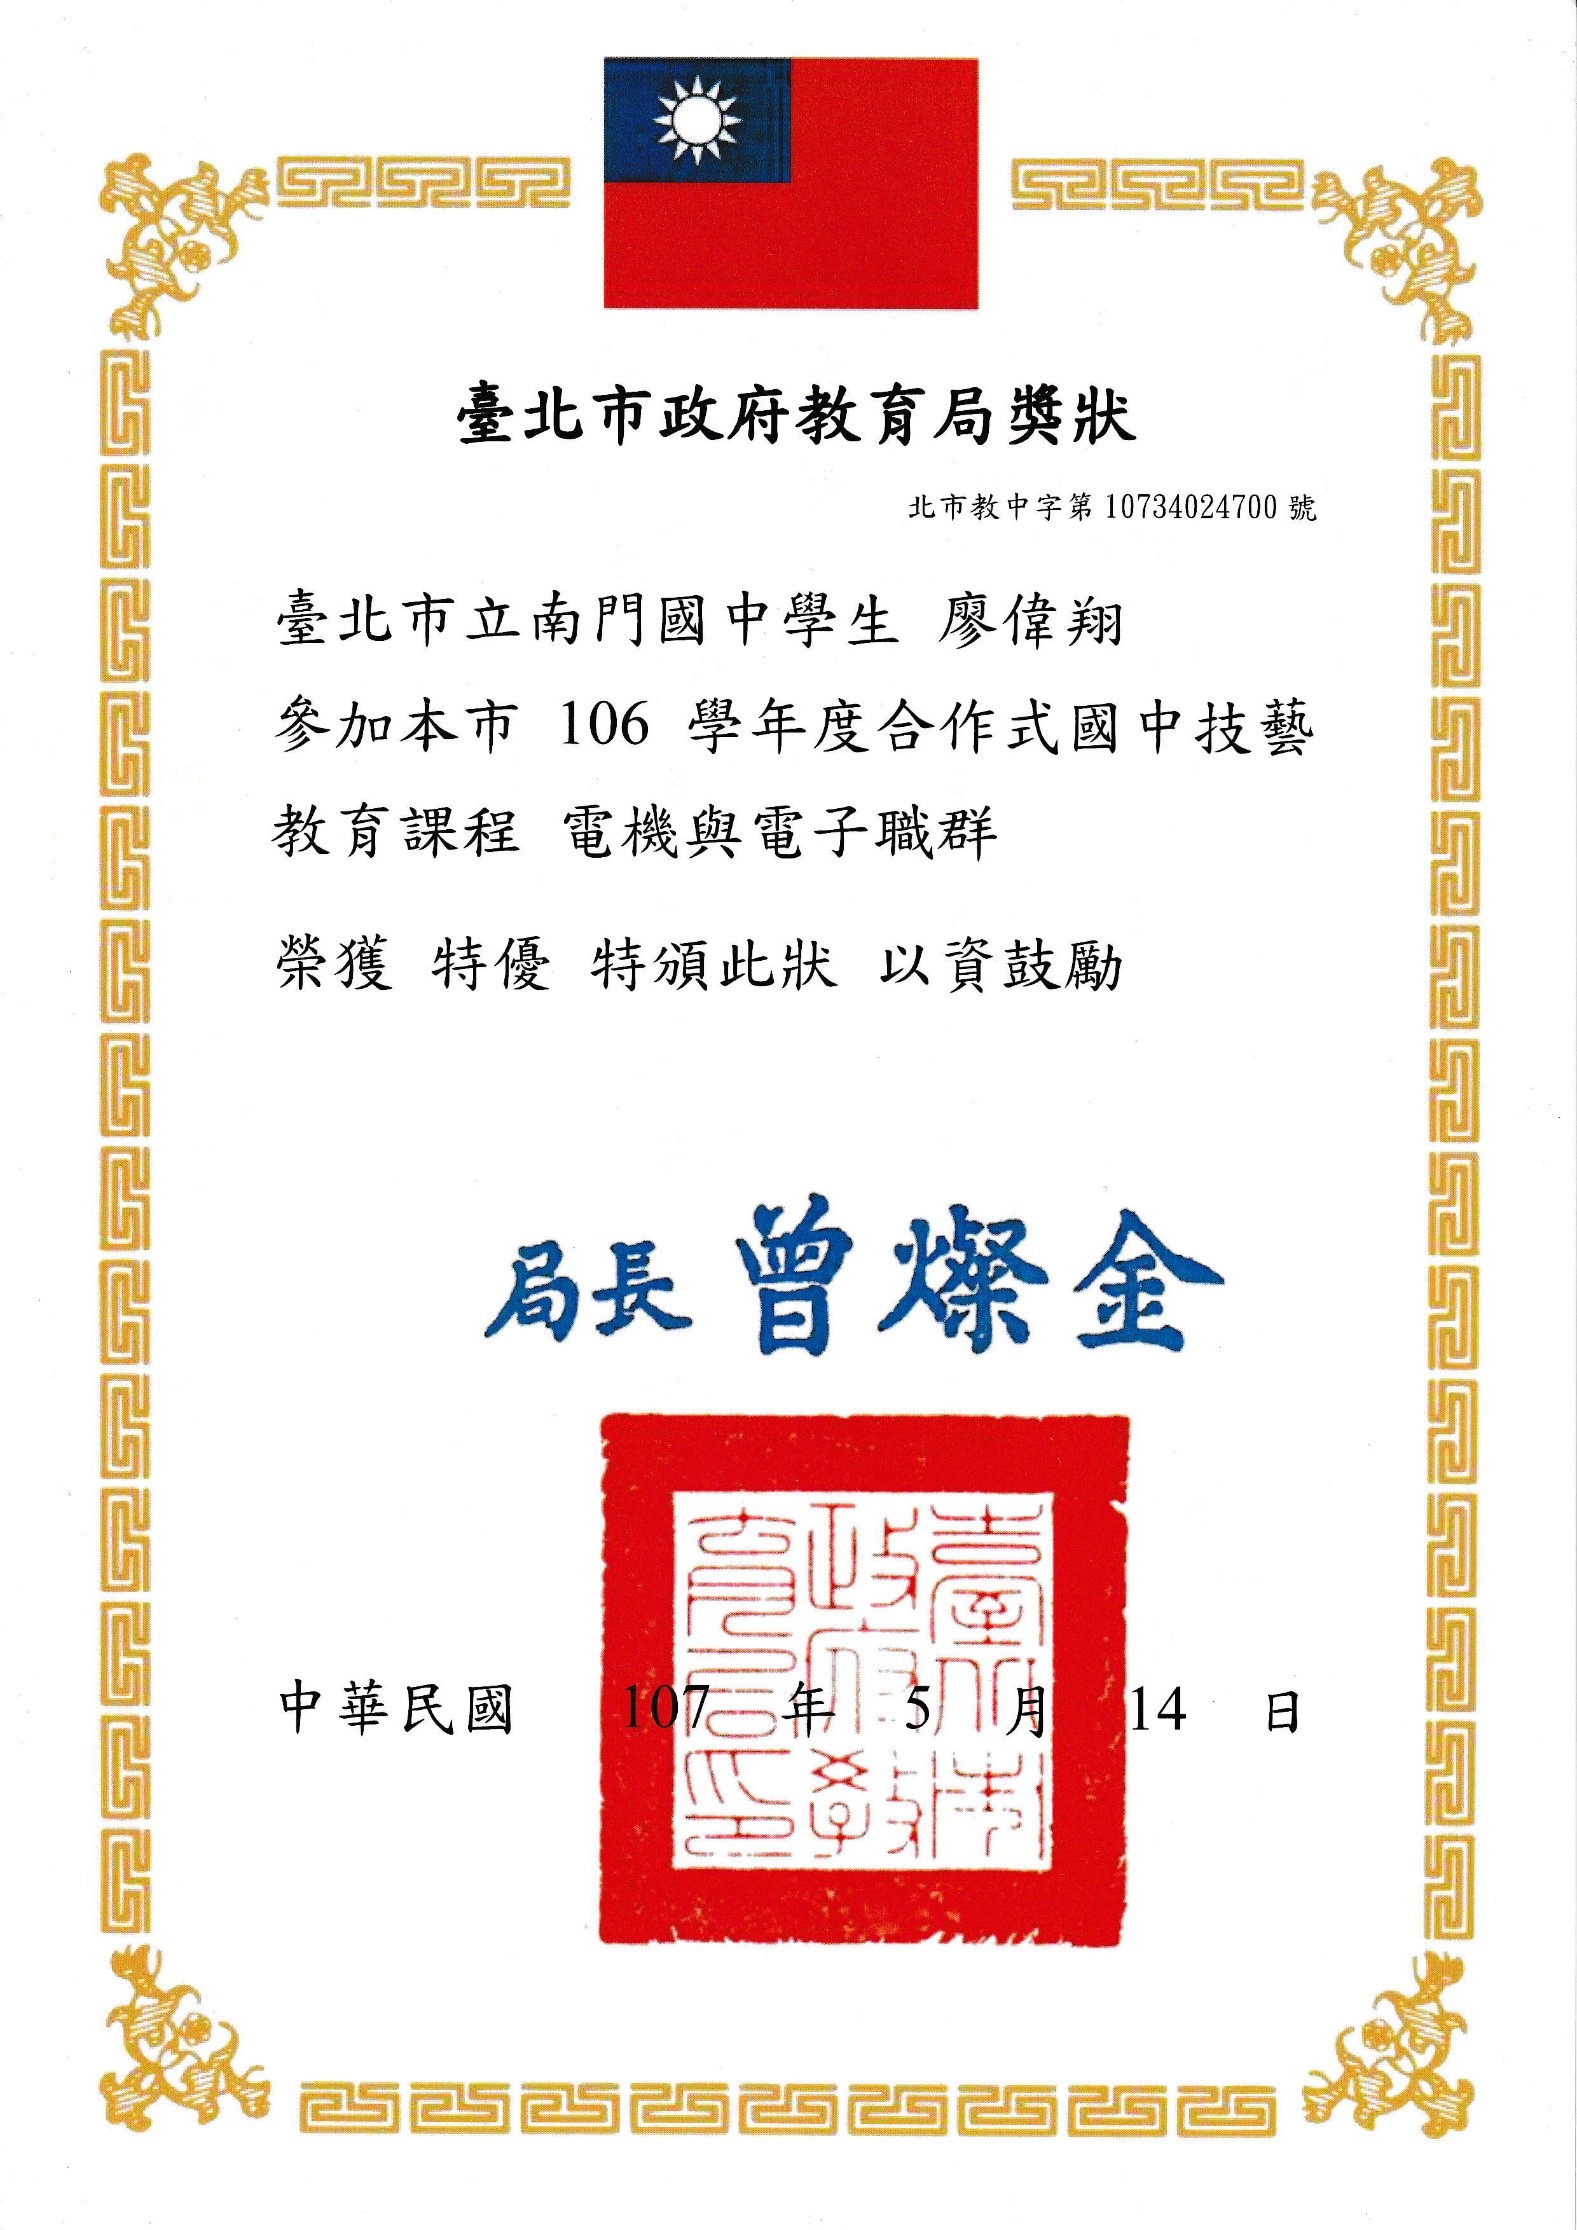 臺北市政府教育局獎狀
北市教中字第 10734024700 號
臺北市立南門國中學生 廖偉翔
參加本市 106 學年度合作式國中技藝
教育課程 電機與電子職群
榮獲 特優 特頒此狀 以資鼓勵
局長 曾燦金
臺北市政府教育局印
中華民國 107 年 5 月 14 日